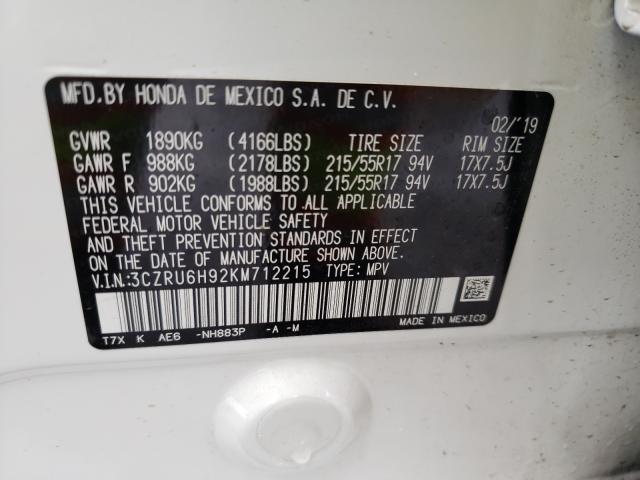 MFD.BY HONDA DE MEXICO S.A. DE C.V.
02/'19
GVWR 1890KG (4166LBS) TIRE SIZE RIM SIZE
GAWR F 988KG (2178LBS) 215/55R17 94V 17X7.5J
GAWR R 902KG (1988LBS) 215/55R17 94V 17X7.5J
THIS VEHICLE CONFORMS TO ALL APPLICABLE
FEDERAL MOTOR VEHICLE SAFETY
AND THEFT PREVENTION STANDARDS IN EFFECT
ON THE DATE OF MANUFACTURE SHOWN ABOVE.
V.I.N:3CZRU6H92KM712215 TYPE: MPV
T7X K AE6 -NH883P -A -M MADE IN MEXICO